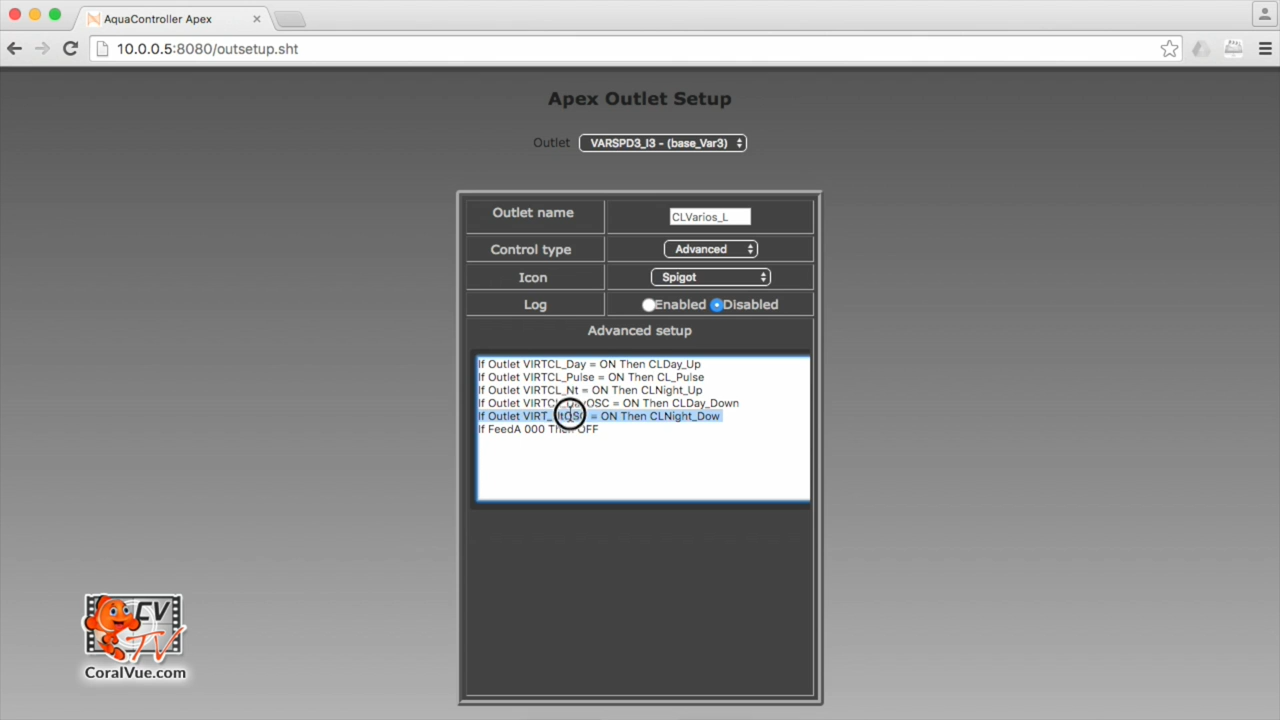 AquaController Apex
10.0.0.5:8080/outsetup.sht
Apex Outlet Setup
Outlet VARSPD3_I3 - (base_Var3)
Outlet name CLVarios_L
Control type Advanced
Icon Spigot
Log Enabled Disabled
Advanced setup
If Outlet VIRTCL_Day = ON Then CLDay_Up
If Outlet VIRTCL_Pulse = ON Then CL_Pulse
If Outlet VIRTCL_Nt = ON Then CLNight_Up
If Outlet = ON Then CLDay_Down
If Outlet = ON Then CLNight_Dow
If FeedA 000 Then OFF
CV
TV
CoralVue.com